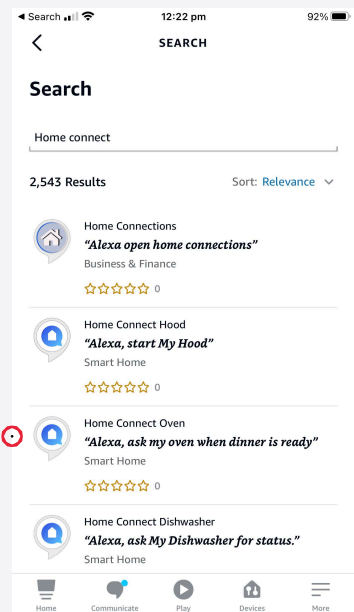 Search 12:22 pm 92%
SEARCH
Search
Home connect
2,543 Results Sort: Relevance
Home Connections
“Alexa open home connections”
Business & Finance
0
Home Connect Hood
“Alexa, start My Hood”
Smart Home
0
Home Connect Oven
“Alexa, ask my oven when dinner is ready”
Smart Home
0
Home Connect Dishwasher
“Alexa, ask My Dishwasher for status.”
Smart Home
Home Communicate Play Devices More